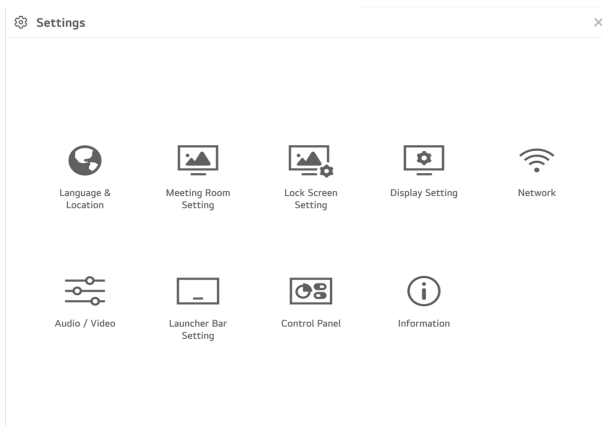 Settings
Language &
Location
Meeting Room
Setting
Lock Screen
Setting
Display Setting
Network
Audio / Video
Launcher Bar
Setting
Control Panel
Information